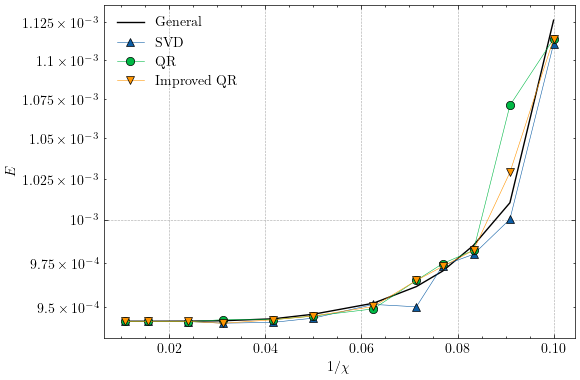 1.125 × 10⁻³
1.1 × 10⁻³
1.075 × 10⁻³
1.05 × 10⁻³
1.025 × 10⁻³
10⁻³
9.75 × 10⁻⁴
9.5 × 10⁻⁴
E
General
SVD
QR
Improved QR
0.02 0.04 0.06 0.08 0.10
1/χ